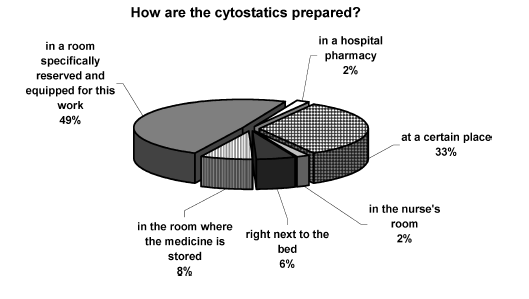 How are the cytostatics prepared?
in a room
specifically
reserved and
equipped for this
work
49%
in a hospital
pharmacy
2%
at a certain place
33%
in the nurse's
room
2%
right next to the
bed
6%
in the room where
the medicine is
stored
8%